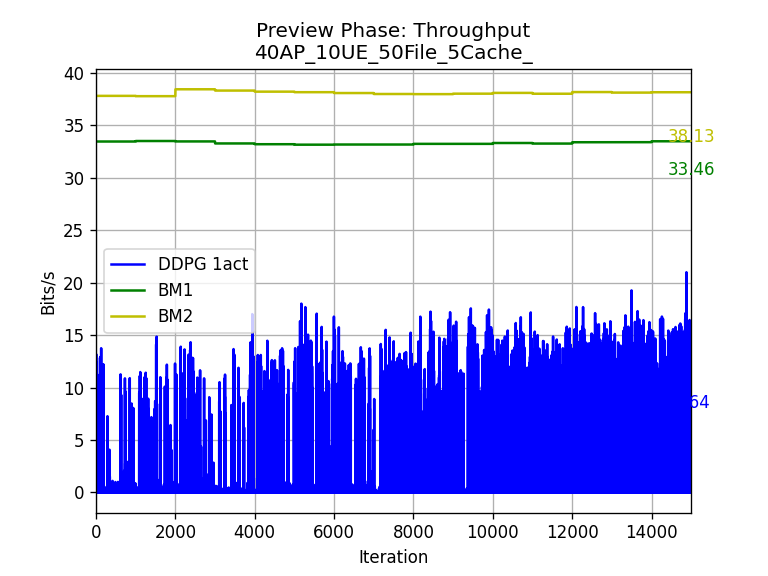 Preview Phase: Throughput
40AP_10UE_50File_5Cache_
40
35
30
25
20
15
10
5
0
Bits/s
38.13
33.46
64
DDPG 1act
BM1
BM2
0
2000
4000
6000
8000
10000
12000
14000
Iteration